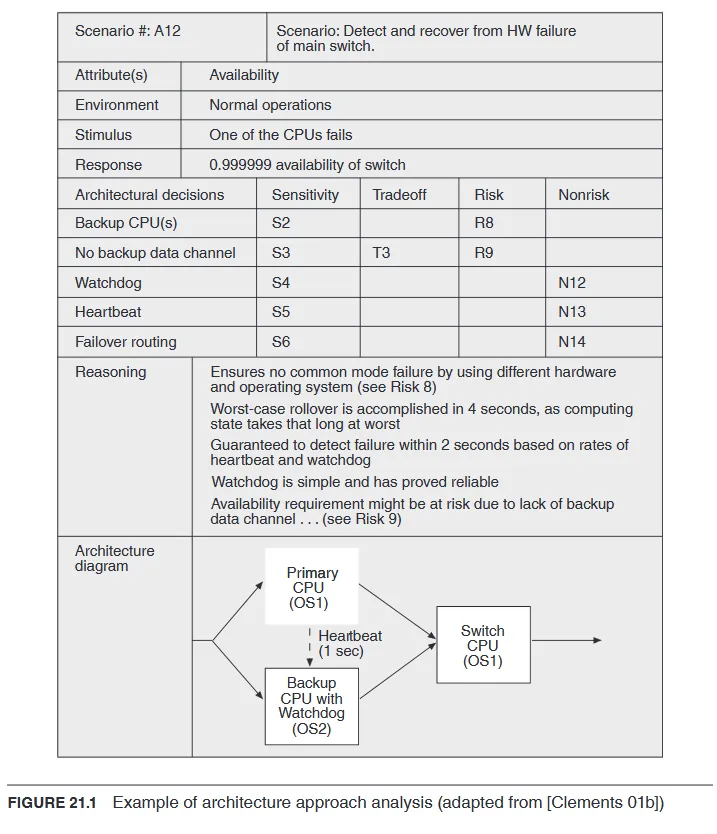 Scenario #: A12
Scenario: Detect and recover from HW failure
of main switch.
Attribute(s)
Availability
Environment
Normal operations
Stimulus
One of the CPUs fails
Response
0.999999 availability of switch
Architectural decisions
Sensitivity
Tradeoff
Risk
Nonrisk
Backup CPU(s)
S2
R8
No backup data channel
S3
T3
R9
Watchdog
S4
N12
Heartbeat
S5
N13
Failover routing
S6
N14
Reasoning
Ensures no common mode failure by using different hardware
and operating system (see Risk 8)
Worst-case rollover is accomplished in 4 seconds, as computing
state takes that long at worst
Guaranteed to detect failure within 2 seconds based on rates of
heartbeat and watchdog
Watchdog is simple and has proved reliable
Availability requirement might be at risk due to lack of backup
data channel . . . (see Risk 9)
Architecture
diagram
Primary
CPU
(OS1)
Heartbeat
(1 sec)
Backup
CPU with
Watchdog
(OS2)
Switch
CPU
(OS1)
FIGURE 21.1 Example of architecture approach analysis (adapted from [Clements 01b])